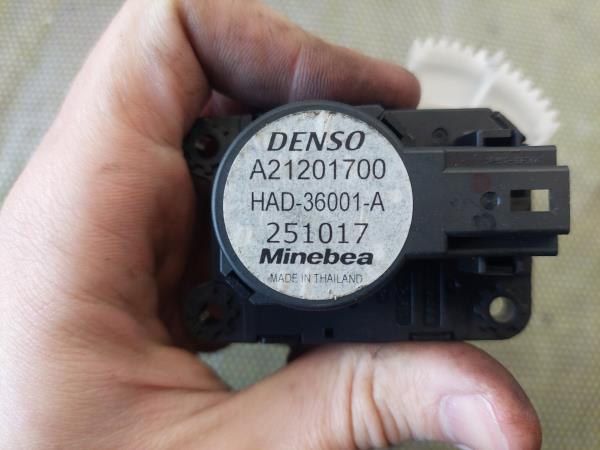 DENSO
A21201700
HAD-36001-A
251017
Minebea
MADE IN THAILAND